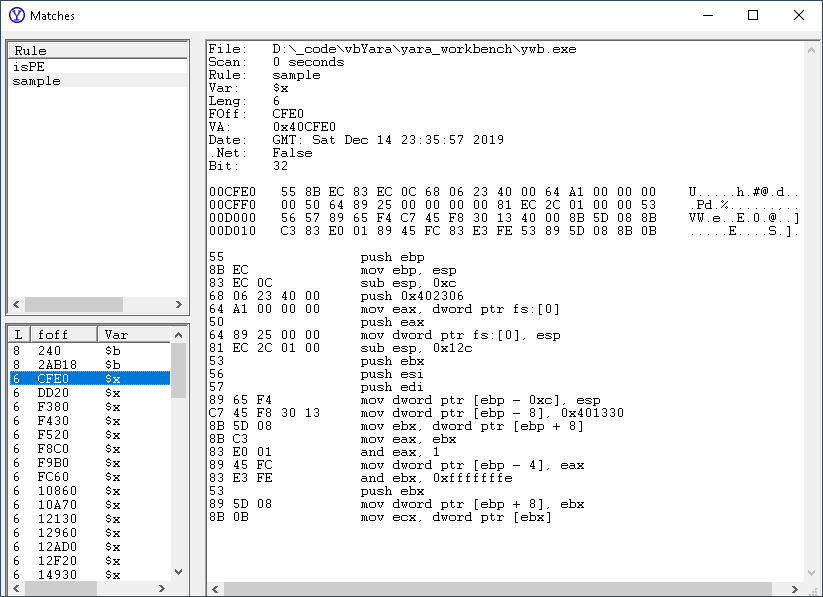 Matches
Rule
isPE
sample
L foff Var
8 240 $b
8 2AB18 $b
6 CFE0 $x
6 DD20 $x
6 F380 $x
6 F430 $x
6 F520 $x
6 F8C0 $x
6 F9B0 $x
6 FC60 $x
6 10860 $x
6 10A70 $x
6 12130 $x
6 12960 $x
6 12AD0 $x
6 12F20 $x
6 14930 $x
File: D:\_code\vbYara\yara_workbench\ywb.exe
Scan: 0 seconds
Rule: sample
Var: $x
Leng: 6
FOff: CFE0
VA: 0x40CFE0
Date: GMT: Sat Dec 14 23:35:57 2019
.Net: False
Bit: 32
00CFE0 55 8B EC 83 EC 0C 68 06 23 40 00 64 A1 00 00 00 U.....h.#@.d..
00CFF0 00 50 64 89 25 00 00 00 00 81 EC 2C 01 00 00 53 .Pd.%......,..
00D000 56 57 89 65 F4 C7 45 F8 30 13 40 00 8B 5D 08 8B VW.e..E.0.@..]
00D010 C3 83 E0 01 89 45 FC 83 E3 FE 53 89 5D 08 8B 0B .....E....S.].
55 push ebp
8B EC mov ebp, esp
83 EC 0C sub esp, 0xc
68 06 23 40 00 push 0x402306
64 A1 00 00 00 mov eax, dword ptr fs:[0]
50 push eax
64 89 25 00 00 mov dword ptr fs:[0], esp
81 EC 2C 01 00 sub esp, 0x12c
53 push ebx
56 push esi
57 push edi
89 65 F4 mov dword ptr [ebp - 0xc], esp
C7 45 F8 30 13 mov dword ptr [ebp - 8], 0x401330
8B 5D 08 mov ebx, dword ptr [ebp + 8]
8B C3 mov eax, ebx
83 E0 01 and eax, 1
89 45 FC mov dword ptr [ebp - 4], eax
83 E3 FE and ebx, 0xfffffffe
53 push ebx
89 5D 08 mov dword ptr [ebp + 8], ebx
8B 0B mov ecx, dword ptr [ebx]